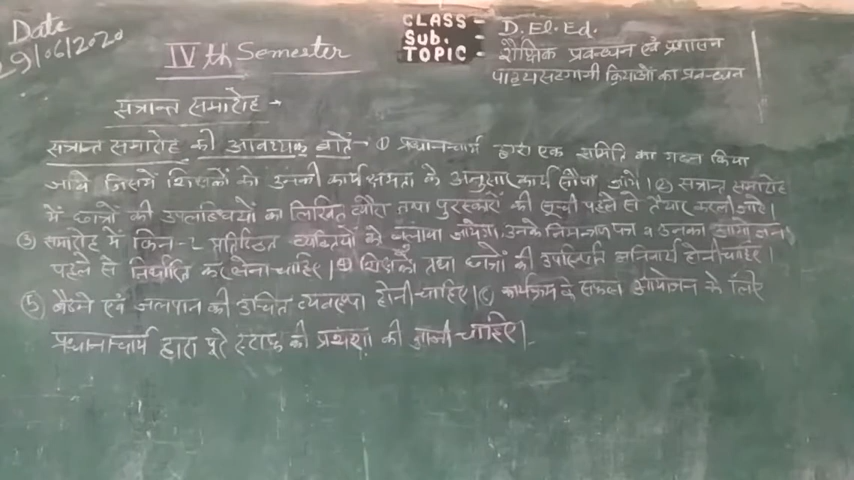 Date
29/06/2020
IVth Semester
CLASS - D. El. Ed.
Sub. - शैक्षिक प्रबन्धन एवं प्रशासन
TOPIC - पाठ्यसहगामी क्रियाओं का प्रबन्धन
सत्रान्त समारोह →
सत्रान्त समारोह की आवश्यक बातें - ① प्रधानाचार्य द्वारा एक समिति का गठन किया
जाये जिसमें शिक्षकों को उनकी कार्यक्षमता के अनुसार कार्य सौंपा जाये। ② सत्रान्त समारोह
में छात्रों की उपलब्धियों का लिखित ब्यौरा तथा पुरस्कारों की सूची पहले से तैयार करली जाये।
③ समारोह में किन-2 प्रतिष्ठित व्यक्तियों को बुलाया जायेगा, उनके निमन्त्रण पत्र व उनका
पहले से निर्धारित कर लेना चाहिए। ④ शिक्षकों तथा छात्रों की उपस्थिति अनिवार्य होनी चाहिए।
⑤ बैठने एवं जलपान की उचित व्यवस्था होनी चाहिए। ⑥ कार्यक्रम के सफल आयोजन के लिए
प्रधानाचार्य द्वारा पूरे स्टाफ की प्रशंसा की जानी चाहिए।